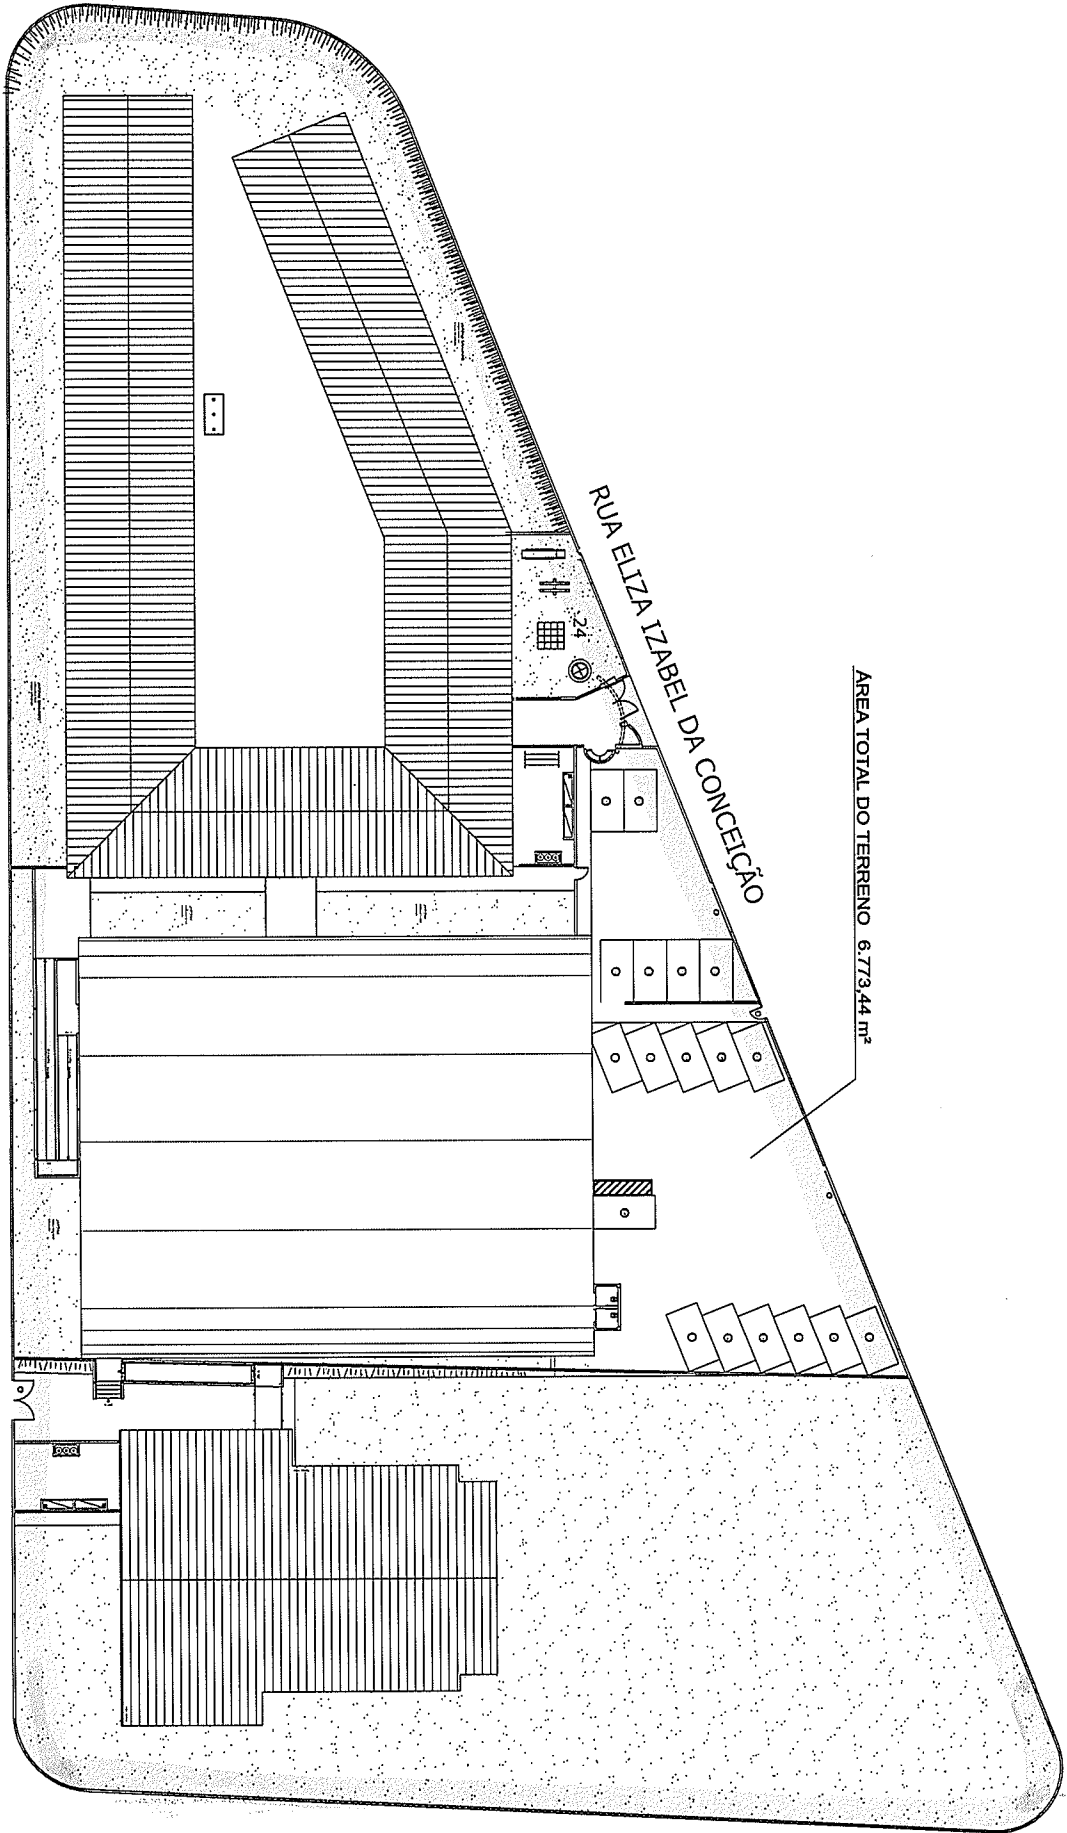 RUA ELIZA IZABEL DA CONCEIÇÃO
ÁREA TOTAL DO TERRENO 6.773,44 m²
24